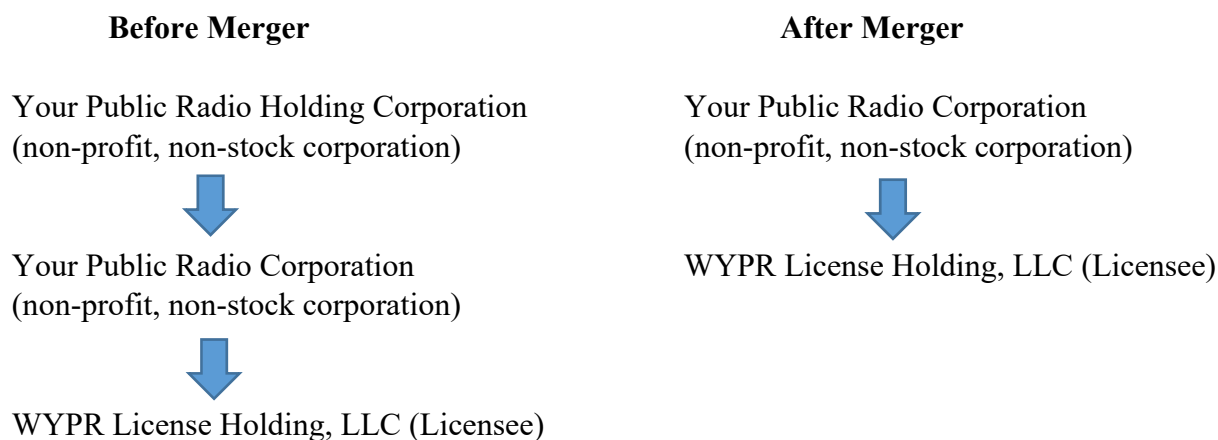 Before Merger
Your Public Radio Holding Corporation
(non-profit, non-stock corporation)
Your Public Radio Corporation
(non-profit, non-stock corporation)
WYPR License Holding, LLC (Licensee)
After Merger
Your Public Radio Corporation
(non-profit, non-stock corporation)
WYPR License Holding, LLC (Licensee)